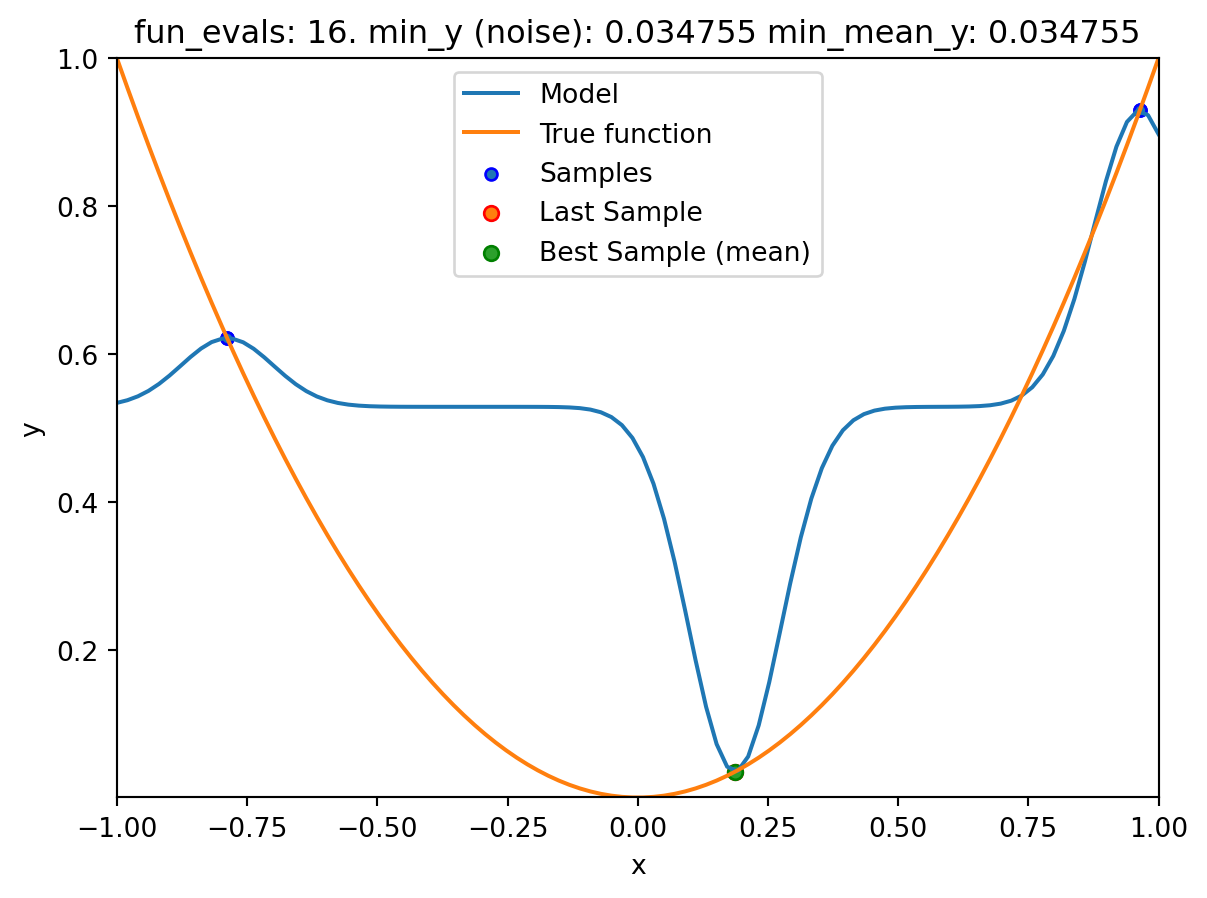 fun_evals: 16. min_y (noise): 0.034755 min_mean_y: 0.034755
1.0
0.8
0.6
0.4
0.2
y
Model
True function
Samples
Last Sample
Best Sample (mean)
−1.00 −0.75 −0.50 −0.25 0.00 0.25 0.50 0.75 1.00
x